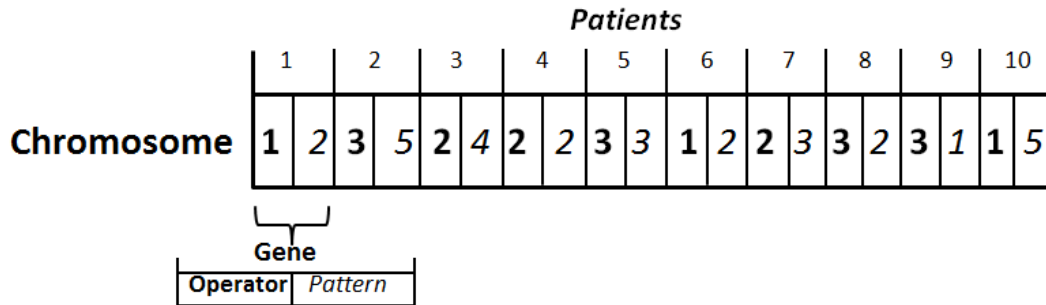 Patients
1 2 3 4 5 6 7 8 9 10
Chromosome 1 2 3 5 2 4 2 2 3 3 1 2 2 3 3 2 3 1 1 5
Gene
Operator Pattern